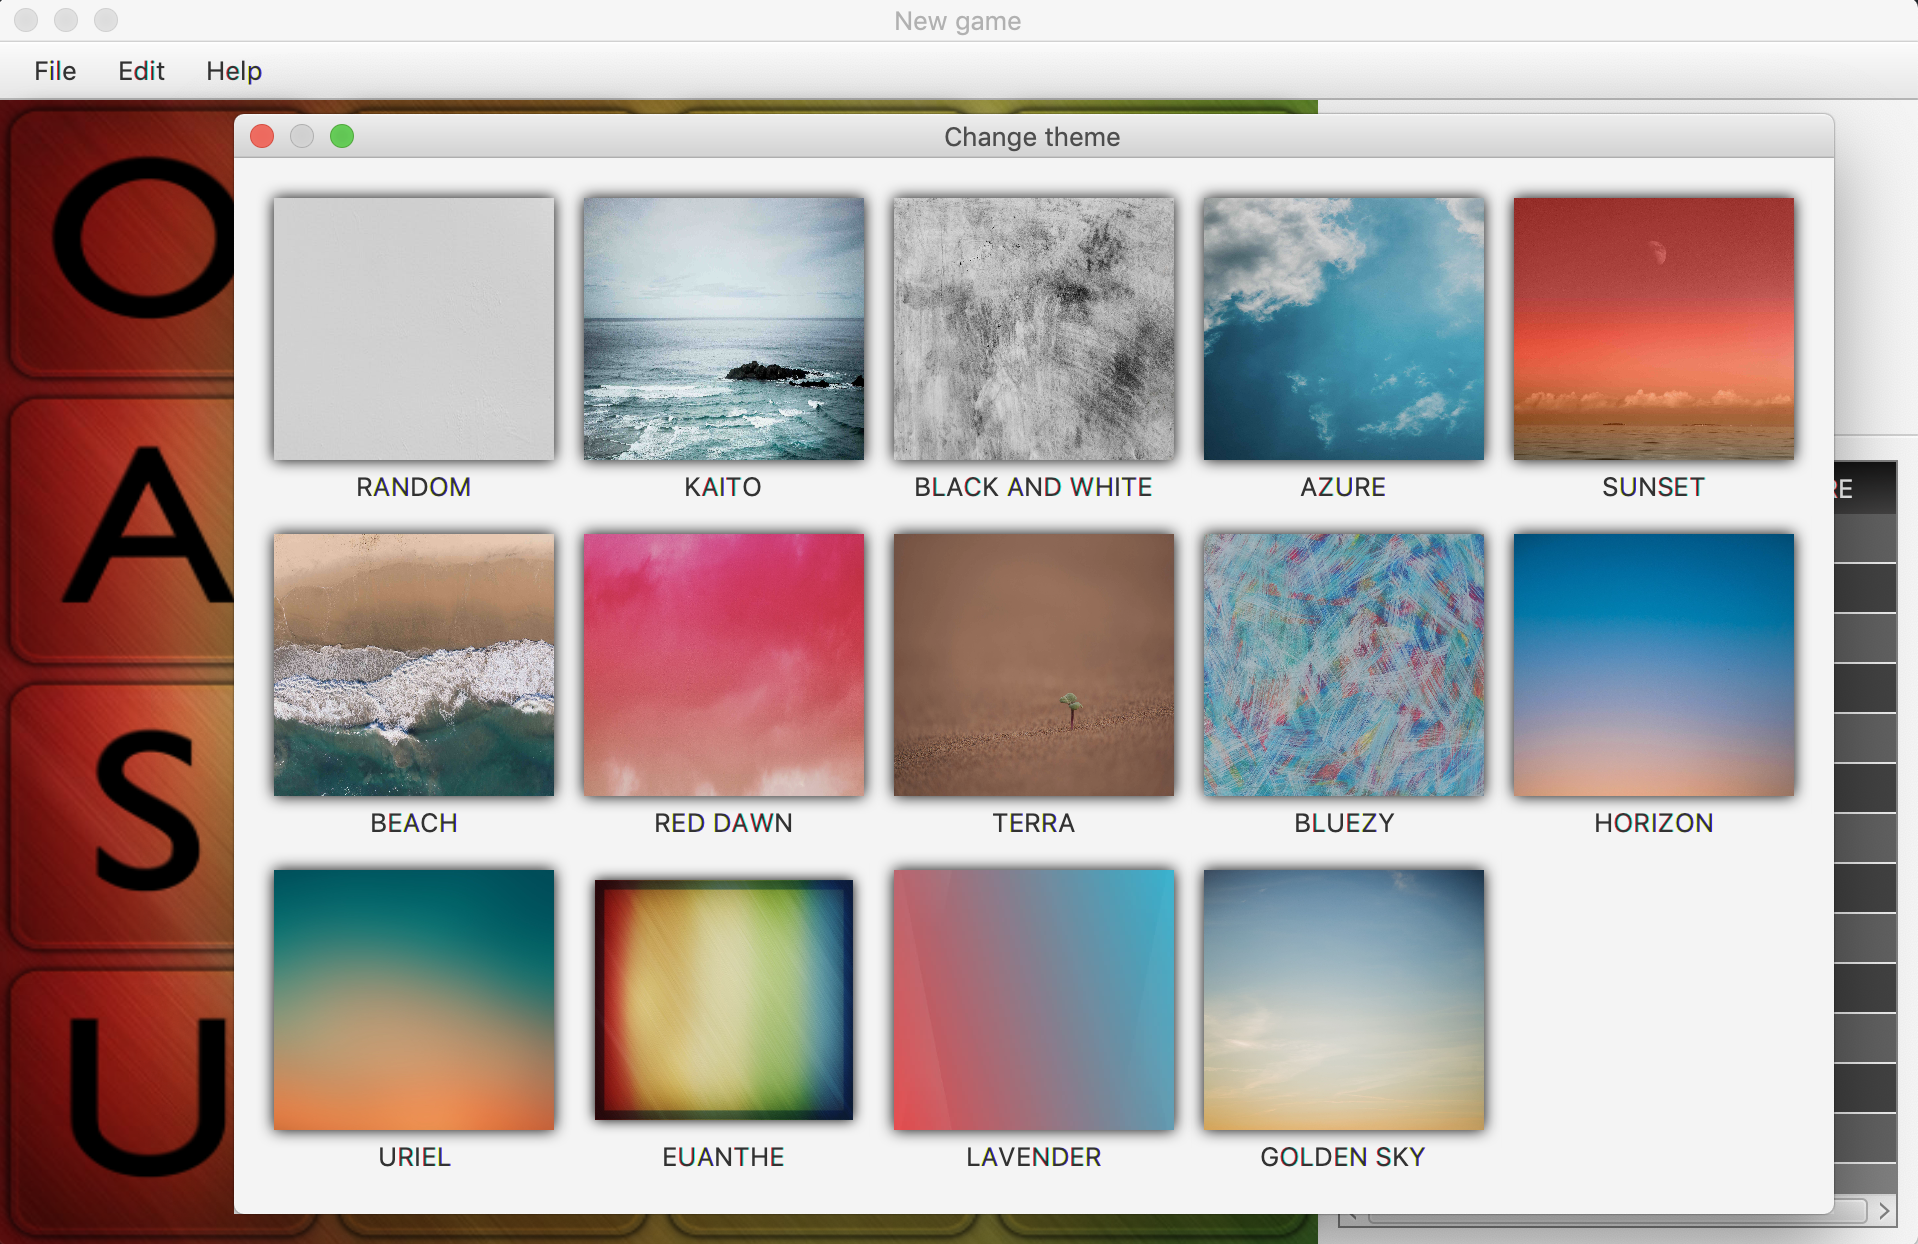 New game
File Edit Help
Change theme
O
RANDOM KAITO BLACK AND WHITE AZURE SUNSET
RE
A
BEACH RED DAWN TERRA BLUEZY HORIZON
S
URIEL EUANTHE LAVENDER GOLDEN SKY
U